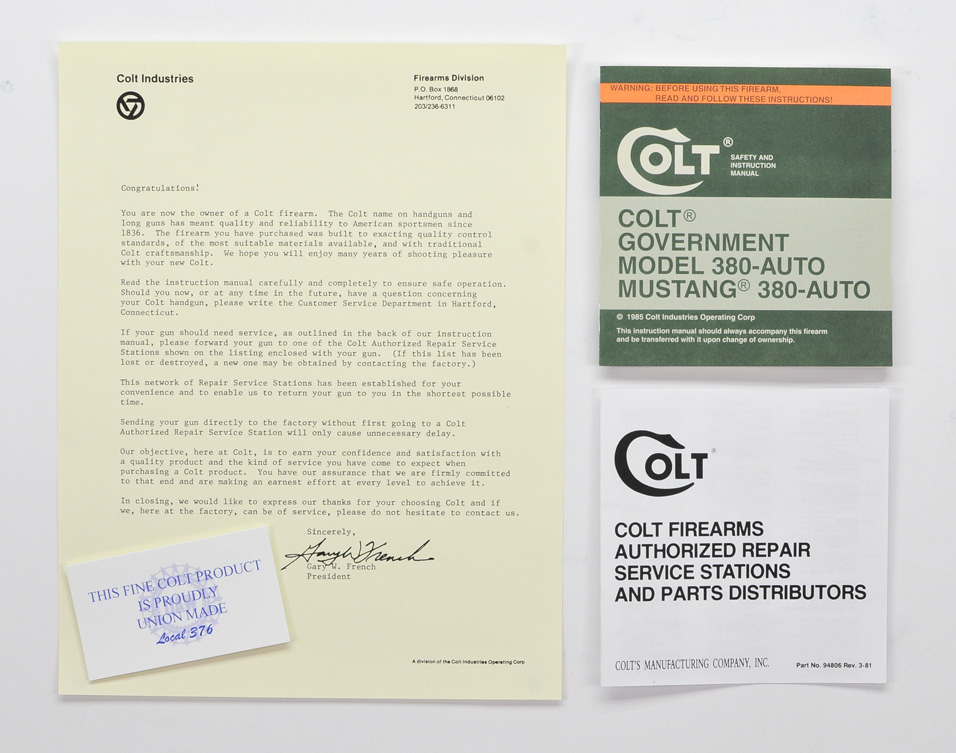 Colt Industries
Firearms Division
P.O. Box 1868
Hartford, Connecticut 06102
203/236-6311
Congratulations!
You are now the owner of a Colt firearm. The Colt name on handguns and
long guns has meant quality and reliability to American sportsmen since
1836. The firearm you have purchased was built to exacting quality control
standards, of the most suitable materials available, and with traditional
Colt craftsmanship. We hope you will enjoy many years of shooting pleasure
with your new Colt.
Read the instruction manual carefully and completely to ensure safe operation.
Should you now, or at any time in the future, have a question concerning
your Colt handgun, please write the Customer Service Department in Hartford,
Connecticut.
If your gun should need service, as outlined in the back of our instruction
manual, please forward your gun to one of the Colt Authorized Repair Service
Stations shown on the listing enclosed with your gun. (If this list has been
lost or destroyed, a new one may be obtained by contacting the factory.)
This network of Repair Service Stations has been established for your
convenience and to enable us to return your gun to you in the shortest possible
time.
Sending your gun directly to the factory without first going to a Colt
Authorized Repair Service Station will only cause unnecessary delay.
Our objective, here at Colt, is to earn your confidence and satisfaction with
a quality product and the kind of service you have come to expect when
purchasing a Colt product. You have our assurance that we are firmly committed
to that end and are making an earnest effort at every level to achieve it.
In closing, we would like to express our thanks for your choosing Colt and if
we, here at the factory, can be of service, please do not hesitate to contact us.
Sincerely,
Gary W. French
Gary W. French
President
A division of the Colt Industries Operating Corp
THIS FINE COLT PRODUCT
IS PROUDLY
UNION MADE
Local 376
WARNING: BEFORE USING THIS FIREARM,
READ AND FOLLOW THESE INSTRUCTIONS!
COLT®
SAFETY AND
INSTRUCTION
MANUAL
COLT®
GOVERNMENT
MODEL 380-AUTO
MUSTANG® 380-AUTO
© 1985 Colt Industries Operating Corp
This instruction manual should always accompany this firearm
and be transferred with it upon change of ownership.
COLT®
COLT FIREARMS
AUTHORIZED REPAIR
SERVICE STATIONS
AND PARTS DISTRIBUTORS
COLT'S MANUFACTURING COMPANY, INC.
Part No. 94806 Rev. 3-81